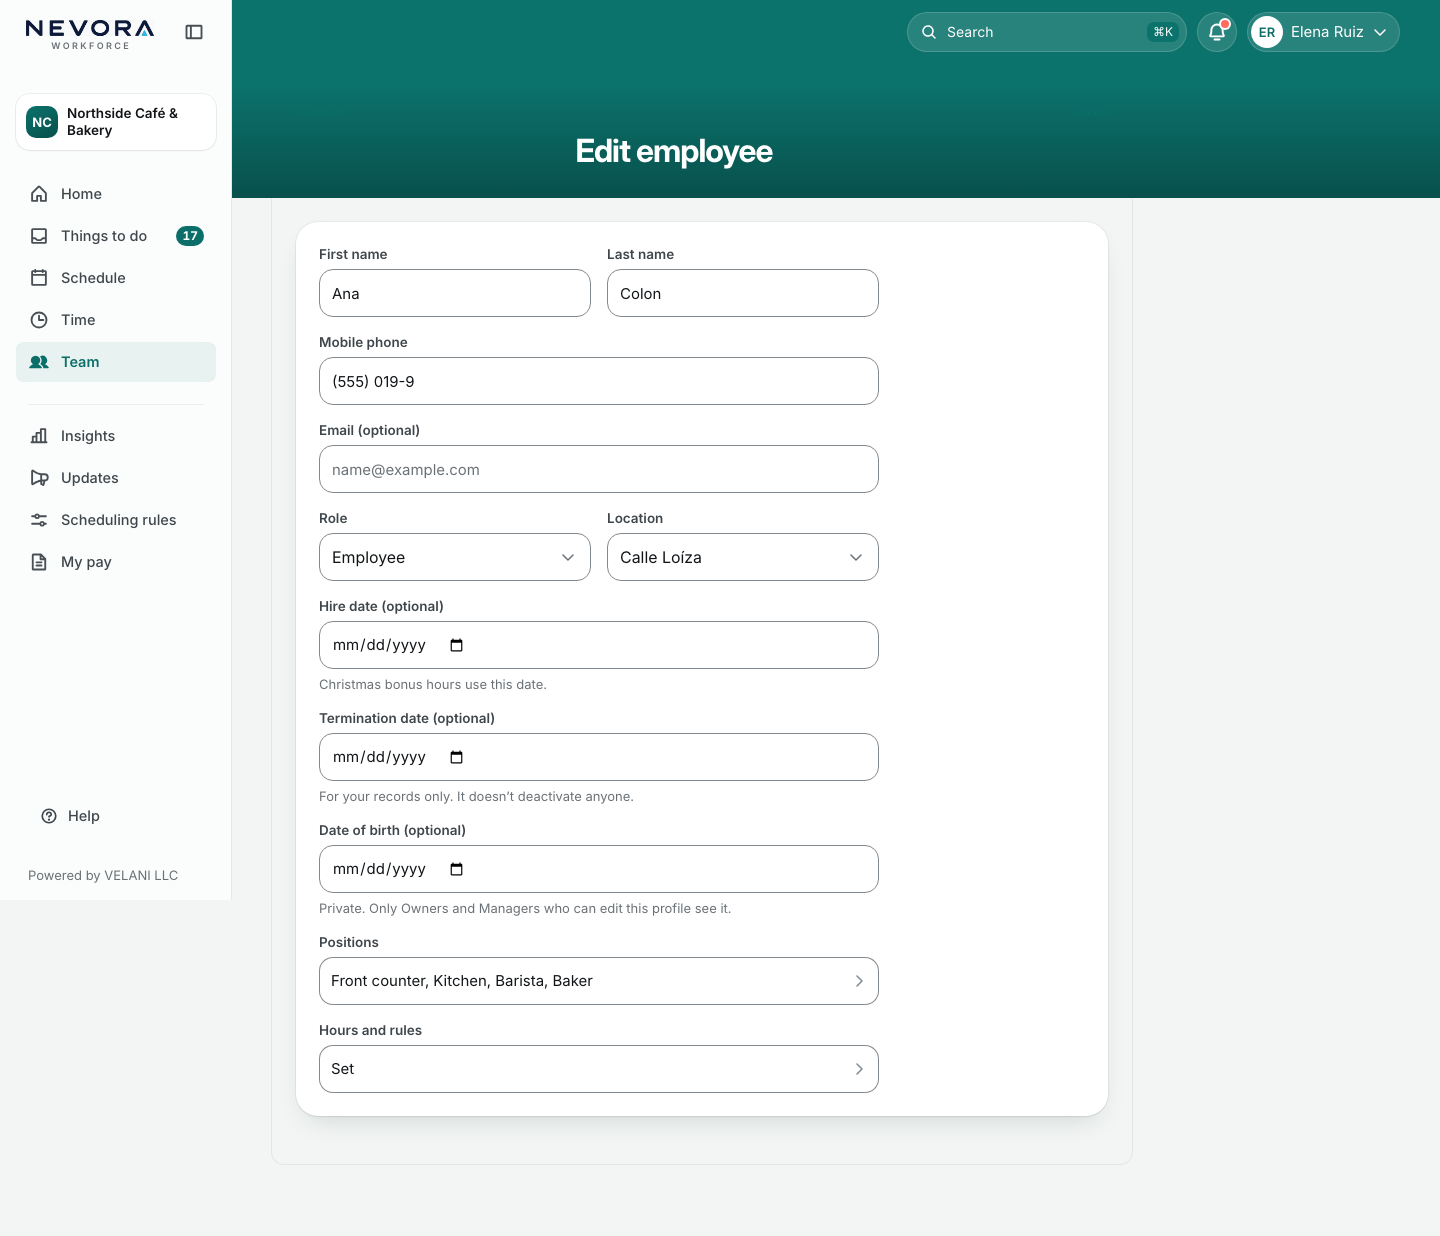 NEVORA
WORKFORCE
Search
⌘K
ER
Elena Ruiz
NC
Northside Café &
Bakery
Home
Things to do
17
Schedule
Time
Team
Insights
Updates
Scheduling rules
My pay
Help
Powered by VELANI LLC
Edit employee
First name
Last name
Ana
Colon
Mobile phone
(555) 019-9
Email (optional)
name@example.com
Role
Location
Employee
Calle Loíza
Hire date (optional)
mm/dd/yyyy
Christmas bonus hours use this date.
Termination date (optional)
mm/dd/yyyy
For your records only. It doesn’t deactivate anyone.
Date of birth (optional)
mm/dd/yyyy
Private. Only Owners and Managers who can edit this profile see it.
Positions
Front counter, Kitchen, Barista, Baker
Hours and rules
Set